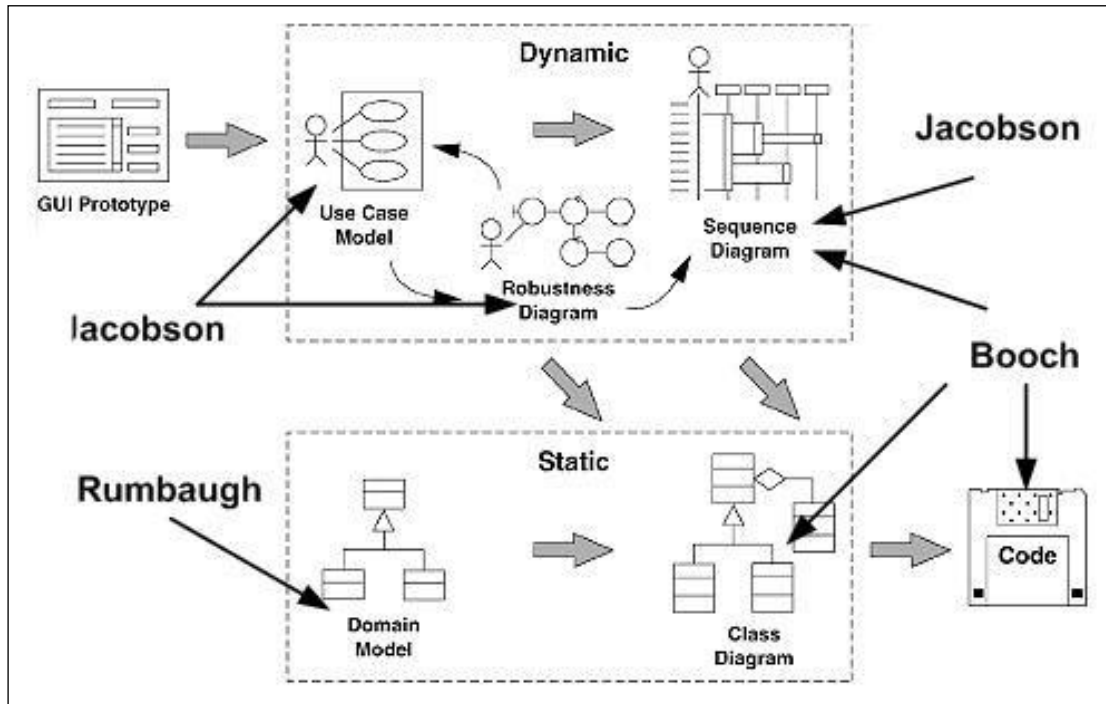 Dynamic
Jacobson
GUI Prototype
Use Case
Model
Sequence
Diagram
Robustness
Diagram
Jacobson
Booch
Static
Rumbaugh
Code
Domain
Model
Class
Diagram